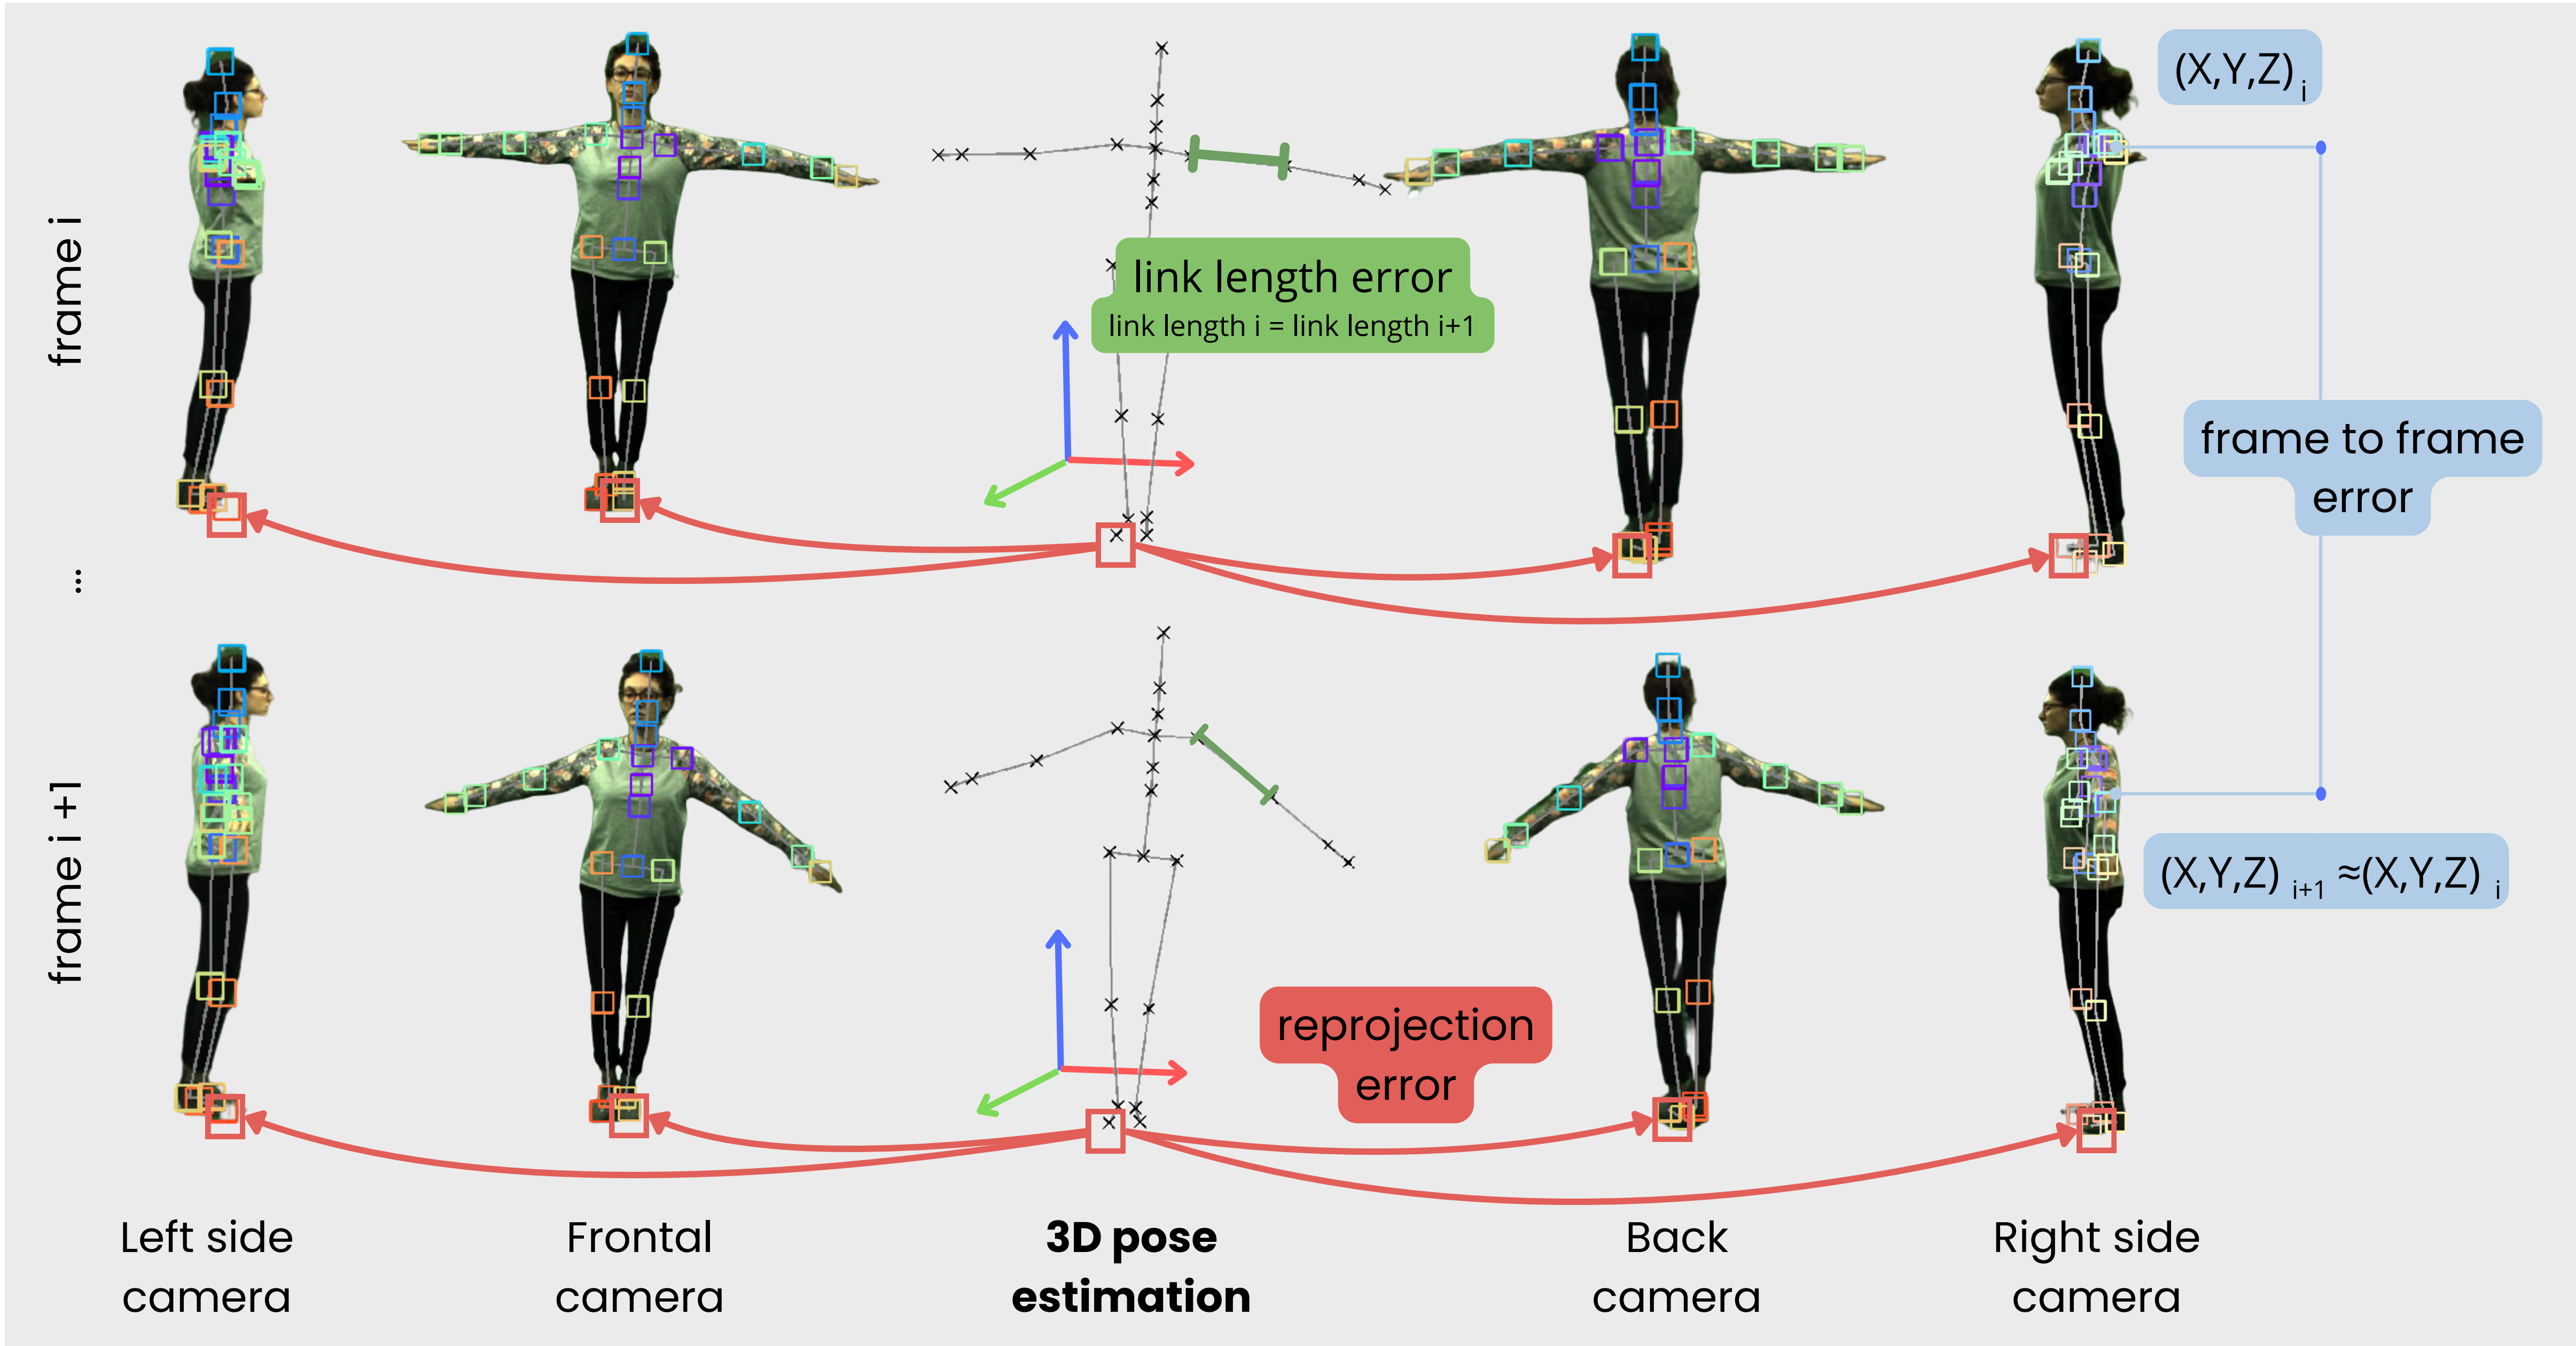 frame i
(X,Y,Z) i
link length error
link length i = link length i+1
frame to frame
error
...
frame i +1
(X,Y,Z) i+1 ≈(X,Y,Z) i
reprojection
error
Left side
camera
Frontal
camera
3D pose
estimation
Back
camera
Right side
camera